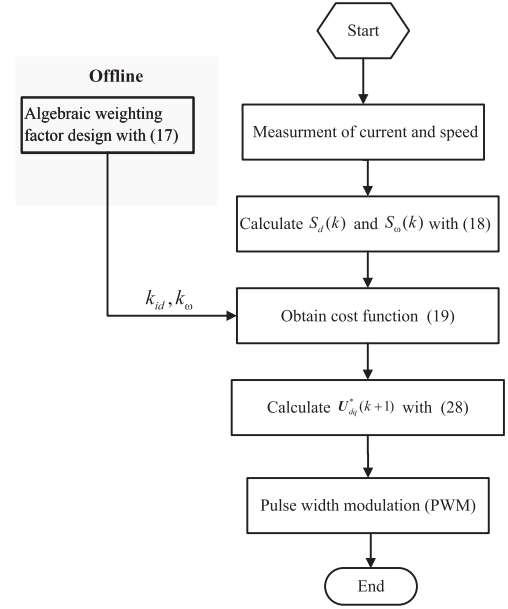 Start
Offline
Algebraic weighting
factor design with (17)
Measurment of current and speed
Calculate S_d(k) and S_ω(k) with (18)
k_id, k_ω
Obtain cost function (19)
Calculate U*_dq(k+1) with (28)
Pulse width modulation (PWM)
End